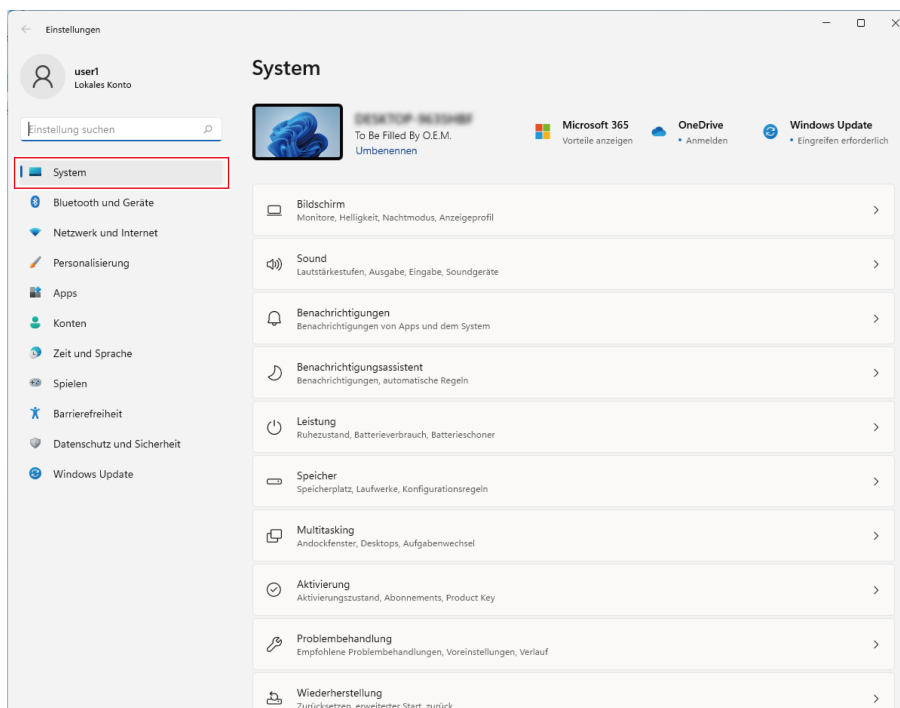 Einstellungen
user1
Lokales Konto
Einstellung suchen
System
Bluetooth und Geräte
Netzwerk und Internet
Personalisierung
Apps
Konten
Zeit und Sprache
Spielen
Barrierefreiheit
Datenschutz und Sicherheit
Windows Update
System
To Be Filled By O.E.M.
Umbenennen
Microsoft 365
Vorteile anzeigen
OneDrive
• Anmelden
Windows Update
• Eingreifen erforderlich
Bildschirm
Monitore, Helligkeit, Nachtmodus, Anzeigeprofil
Sound
Lautstärkestufen, Ausgabe, Eingabe, Soundgeräte
Benachrichtigungen
Benachrichtigungen von Apps und dem System
Benachrichtigungsassistent
Benachrichtigungen, automatische Regeln
Leistung
Ruhezustand, Batterieverbrauch, Batterieschoner
Speicher
Speicherplatz, Laufwerke, Konfigurationsregeln
Multitasking
Andockfenster, Desktops, Aufgabenwechsel
Aktivierung
Aktivierungszustand, Abonnements, Product Key
Problembehandlung
Empfohlene Problembehandlungen, Voreinstellungen, Verlauf
Wiederherstellung
Zurücksetzen, erweiterter Start, zurück